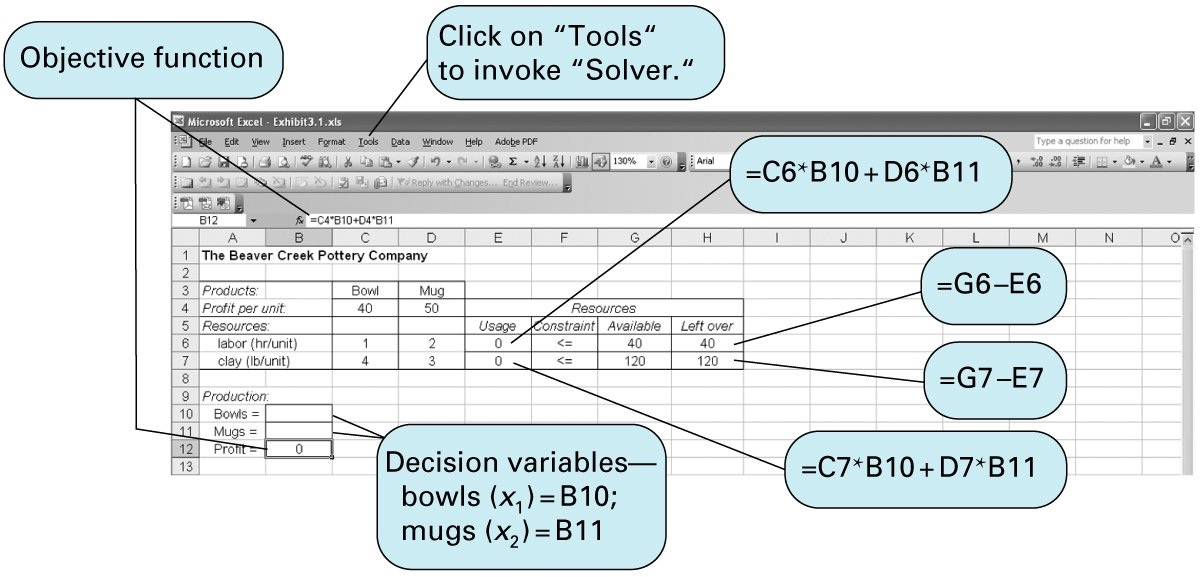 Objective function
Click on “Tools“
to invoke “Solver.“
Microsoft Excel - Exhibit3.1.xls
File Edit View Insert Format Tools Data Window Help Adobe PDF
Type a question for help
130%
Arial
Reply with Changes... End Review...
B12 fx =C4*B10+D4*B11
=C6*B10+D6*B11
A B C D E F G H I J K L M N O
1 The Beaver Creek Pottery Company
2
3 Products: Bowl Mug
4 Profit per unit: 40 50 Resources
5 Resources: Usage Constraint Available Left over
6 labor (hr/unit) 1 2 0 <= 40 40
7 clay (lb/unit) 4 3 0 <= 120 120
8
9 Production:
10 Bowls =
11 Mugs =
12 Profit = 0
13
=G6–E6
=G7–E7
=C7*B10+D7*B11
Decision variables—
bowls (x1)=B10;
mugs (x2)=B11